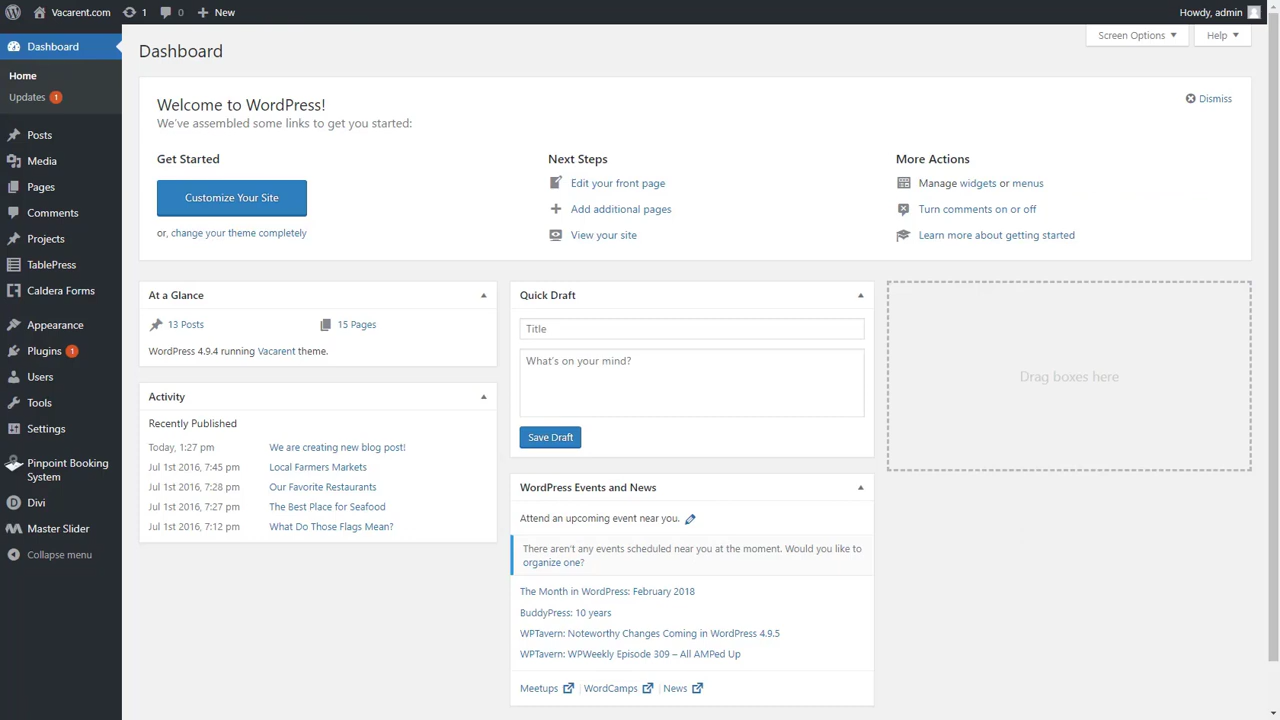 Vacarent.com 1 0 New Howdy, admin
Dashboard
Home
Updates 1
Posts
Media
Pages
Comments
Projects
TablePress
Caldera Forms
Appearance
Plugins 1
Users
Tools
Settings
Pinpoint Booking
System
Divi
Master Slider
Collapse menu
Screen Options Help
Dashboard
Welcome to WordPress!
We've assembled some links to get you started:
Dismiss
Get Started
Customize Your Site
or, change your theme completely
Next Steps
Edit your front page
Add additional pages
View your site
More Actions
Manage widgets or menus
Turn comments on or off
Learn more about getting started
At a Glance
13 Posts 15 Pages
WordPress 4.9.4 running Vacarent theme.
Activity
Recently Published
Today, 1:27 pm We are creating new blog post!
Jul 1st 2016, 7:45 pm Local Farmers Markets
Jul 1st 2016, 7:28 pm Our Favorite Restaurants
Jul 1st 2016, 7:27 pm The Best Place for Seafood
Jul 1st 2016, 7:12 pm What Do Those Flags Mean?
Quick Draft
Title
What's on your mind?
Save Draft
WordPress Events and News
Attend an upcoming event near you.
There aren't any events scheduled near you at the moment. Would you like to
organize one?
The Month in WordPress: February 2018
BuddyPress: 10 years
WPTavern: Noteworthy Changes Coming in WordPress 4.9.5
WPTavern: WPWeekly Episode 309 – All AMPed Up
Meetups | WordCamps | News
Drag boxes here